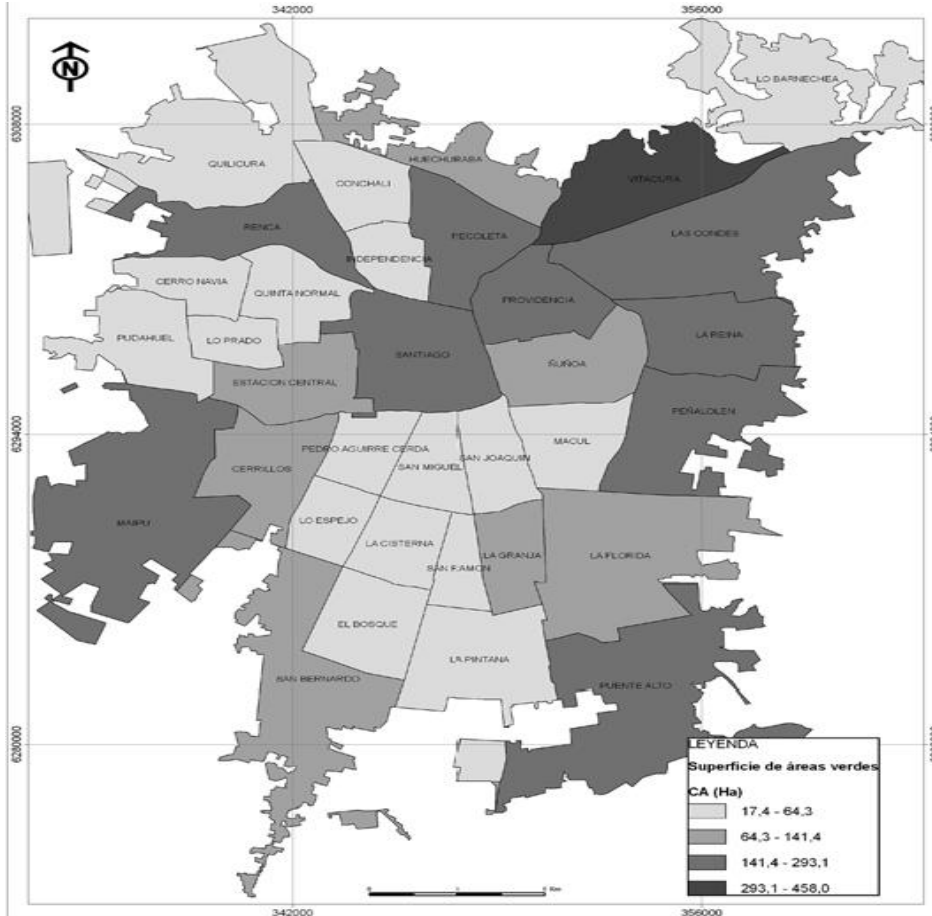 342000
356000
N
LO BARNECHEA
6308000
QUILICURA
HUECHURABA
CONCHALI
VITACURA
RENCA
RECOLETA
LAS CONDES
INDEPENDENCIA
CERRO NAVIA
QUINTA NORMAL
PROVIDENCIA
PUDAHUEL
LO PRADO
SANTIAGO
LA REINA
ÑUÑOA
ESTACION CENTRAL
PEÑALOLEN
6294000
PEDRO AGUIRRE CERDA
MACUL
SAN JOAQUIN
CERRILLOS
SAN MIGUEL
MAIPU
LO ESPEJO
LA CISTERNA
LA GRANJA
LA FLORIDA
SAN RAMON
EL BOSQUE
LA PINTANA
SAN BERNARDO
PUENTE ALTO
6280000
LEYENDA
Superficie de áreas verdes
CA (Ha)
17,4 - 64,3
64,3 - 141,4
141,4 - 293,1
293,1 - 458,0
342000
356000